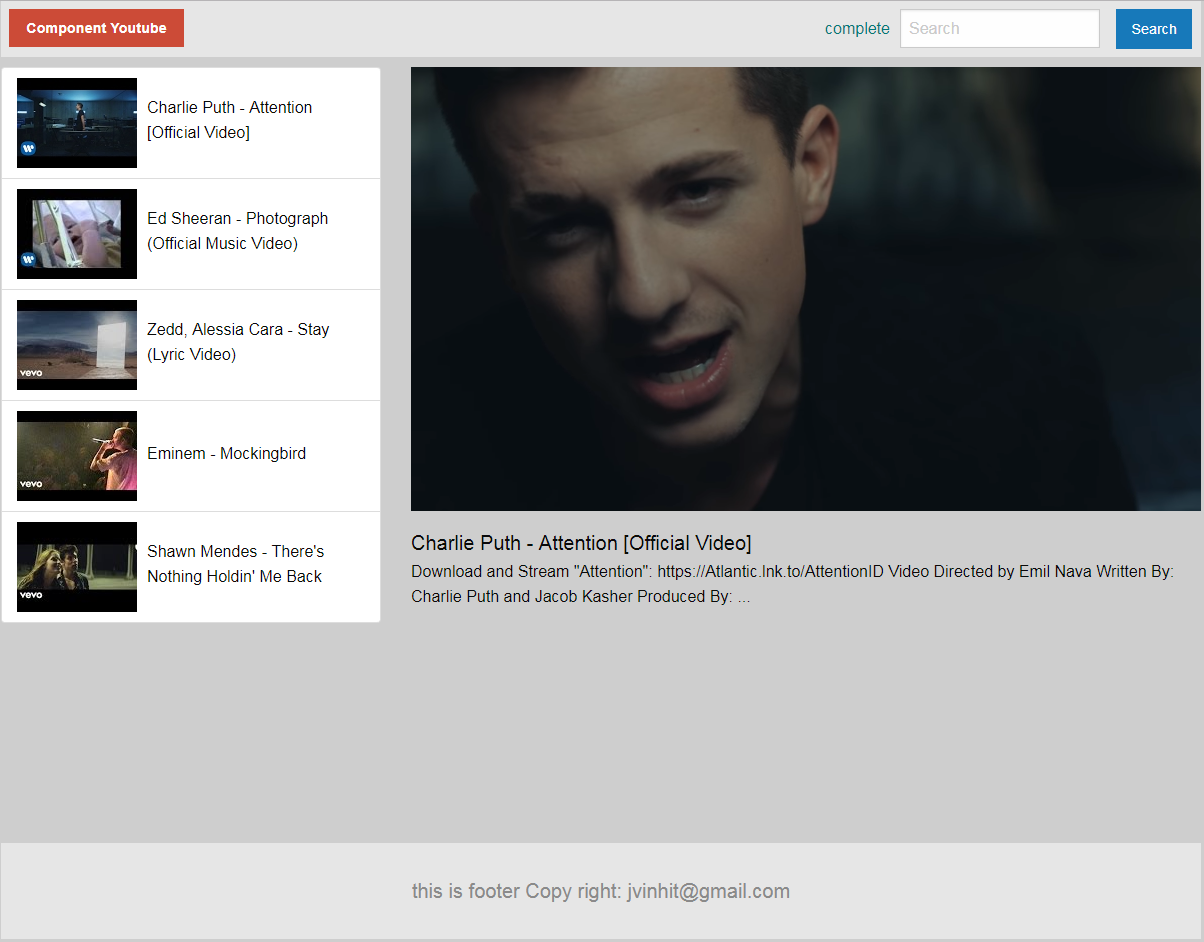 Component Youtube
complete
Search
Search
Charlie Puth - Attention
[Official Video]
Ed Sheeran - Photograph
(Official Music Video)
vevo
Zedd, Alessia Cara - Stay
(Lyric Video)
vevo
Eminem - Mockingbird
vevo
Shawn Mendes - There's
Nothing Holdin' Me Back
Charlie Puth - Attention [Official Video]
Download and Stream "Attention": https://Atlantic.lnk.to/AttentionID Video Directed by Emil Nava Written By:
Charlie Puth and Jacob Kasher Produced By: ...
this is footer Copy right: jvinhit@gmail.com